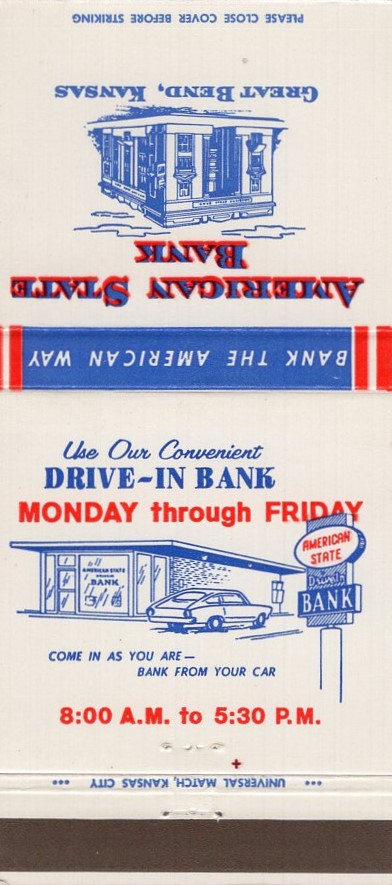 PLEASE CLOSE COVER BEFORE STRIKING
GREAT BEND, KANSAS
AMERICAN STATE
BANK
BANK THE AMERICAN WAY
Use Our Convenient
DRIVE-IN BANK
MONDAY through FRIDAY
AMERICAN
STATE
DRIVE-IN
BANK
AMERICAN STATE
BANK
COME IN AS YOU ARE—
BANK FROM YOUR CAR
8:00 A.M. to 5:30 P.M.
••• UNIVERSAL MATCH, KANSAS CITY •••